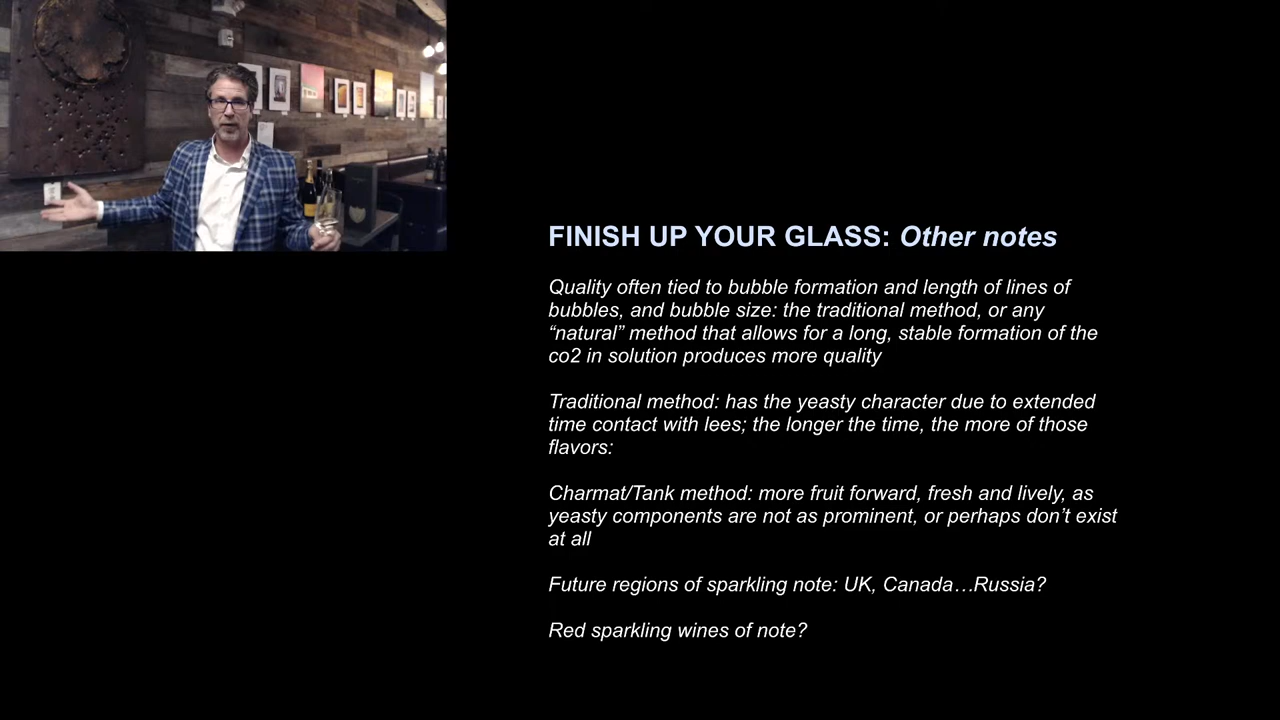 FINISH UP YOUR GLASS: Other notes
Quality often tied to bubble formation and length of lines of
bubbles, and bubble size: the traditional method, or any
“natural” method that allows for a long, stable formation of the
co2 in solution produces more quality
Traditional method: has the yeasty character due to extended
time contact with lees; the longer the time, the more of those
flavors:
Charmat/Tank method: more fruit forward, fresh and lively, as
yeasty components are not as prominent, or perhaps don’t exist
at all
Future regions of sparkling note: UK, Canada…Russia?
Red sparkling wines of note?